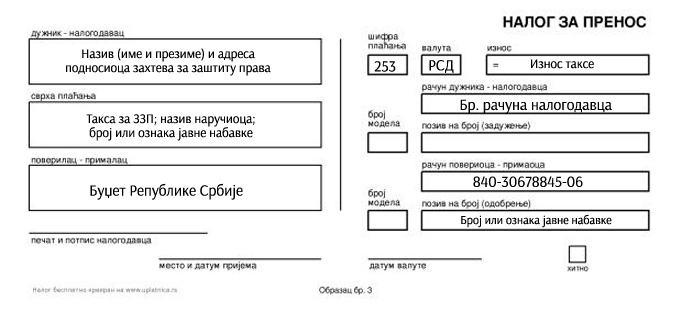 НАЛОГ ЗА ПРЕНОС
дужник - налогодавац
Назив (име и презиме) и адреса
подносиоца захтева за заштиту права
сврха плаћања
Такса за ЗЗП; назив наручиоца;
број или ознака јавне набавке
поверилац - прималац
Буџет Републике Србије
печат и потпис налогодавца
место и датум пријема
шифра
плаћања
валута
износ
253
РСД
= Износ таксе
рачун дужника - налогодавца
Бр. рачуна налогодавца
број
модела
позив на број (задужење)
рачун повериоца - примаоца
840-30678845-06
број
модела
позив на број (одобрење)
Број или ознака јавне набавке
датум валуте
хитно
Налог бесплатно креиран на www.uplatnica.rs
Образац бр. 3